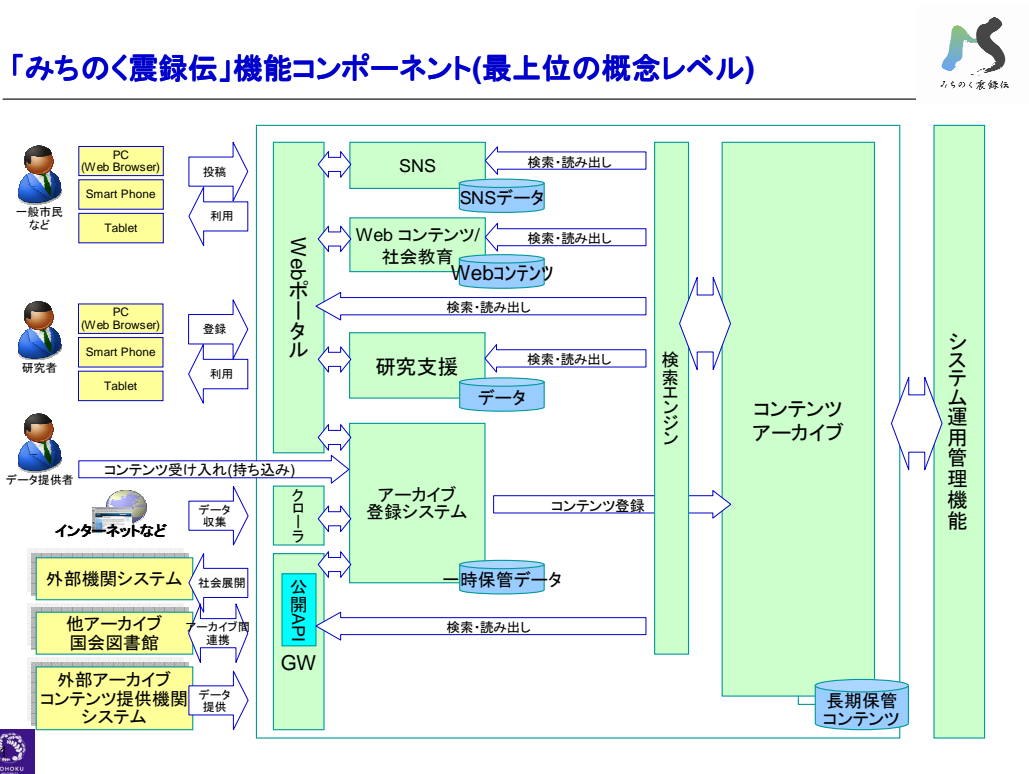 「みちのく震録伝」機能コンポーネント(最上位の概念レベル)
みちのく震録伝
一般市民
など
PC
(Web Browser)
Smart Phone
Tablet
投稿
利用
研究者
PC
(Web Browser)
Smart Phone
Tablet
登録
利用
データ提供者
コンテンツ受け入れ(持ち込み)
インターネットなど
データ
収集
外部機関システム
社会展開
他アーカイブ
国会図書館
アーカイブ間
連携
外部アーカイブ
コンテンツ提供機関
システム
データ
提供
Webポータル
クローラ
公開API
GW
SNS
SNSデータ
検索・読み出し
Web コンテンツ/
社会教育
Webコンテンツ
検索・読み出し
検索・読み出し
研究支援
データ
検索・読み出し
アーカイブ
登録システム
一時保管データ
コンテンツ登録
検索・読み出し
検索エンジン
コンテンツ
アーカイブ
長期保管
コンテンツ
システム運用管理機能